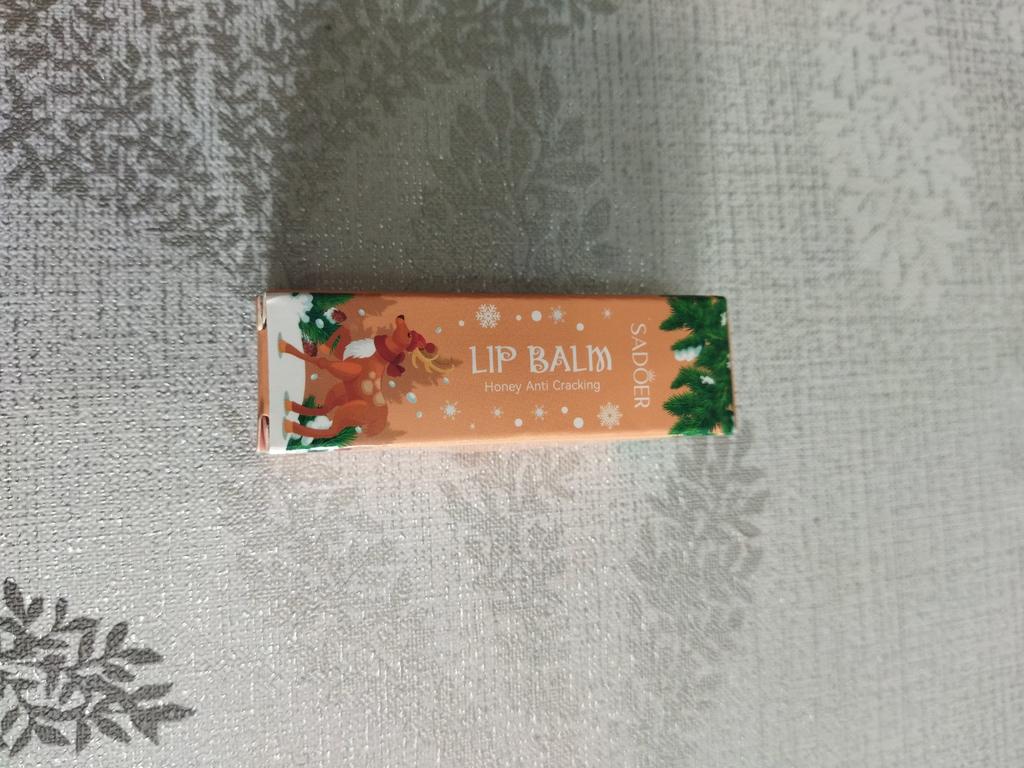 SADOER
LIP BALM
Honey Anti Cracking